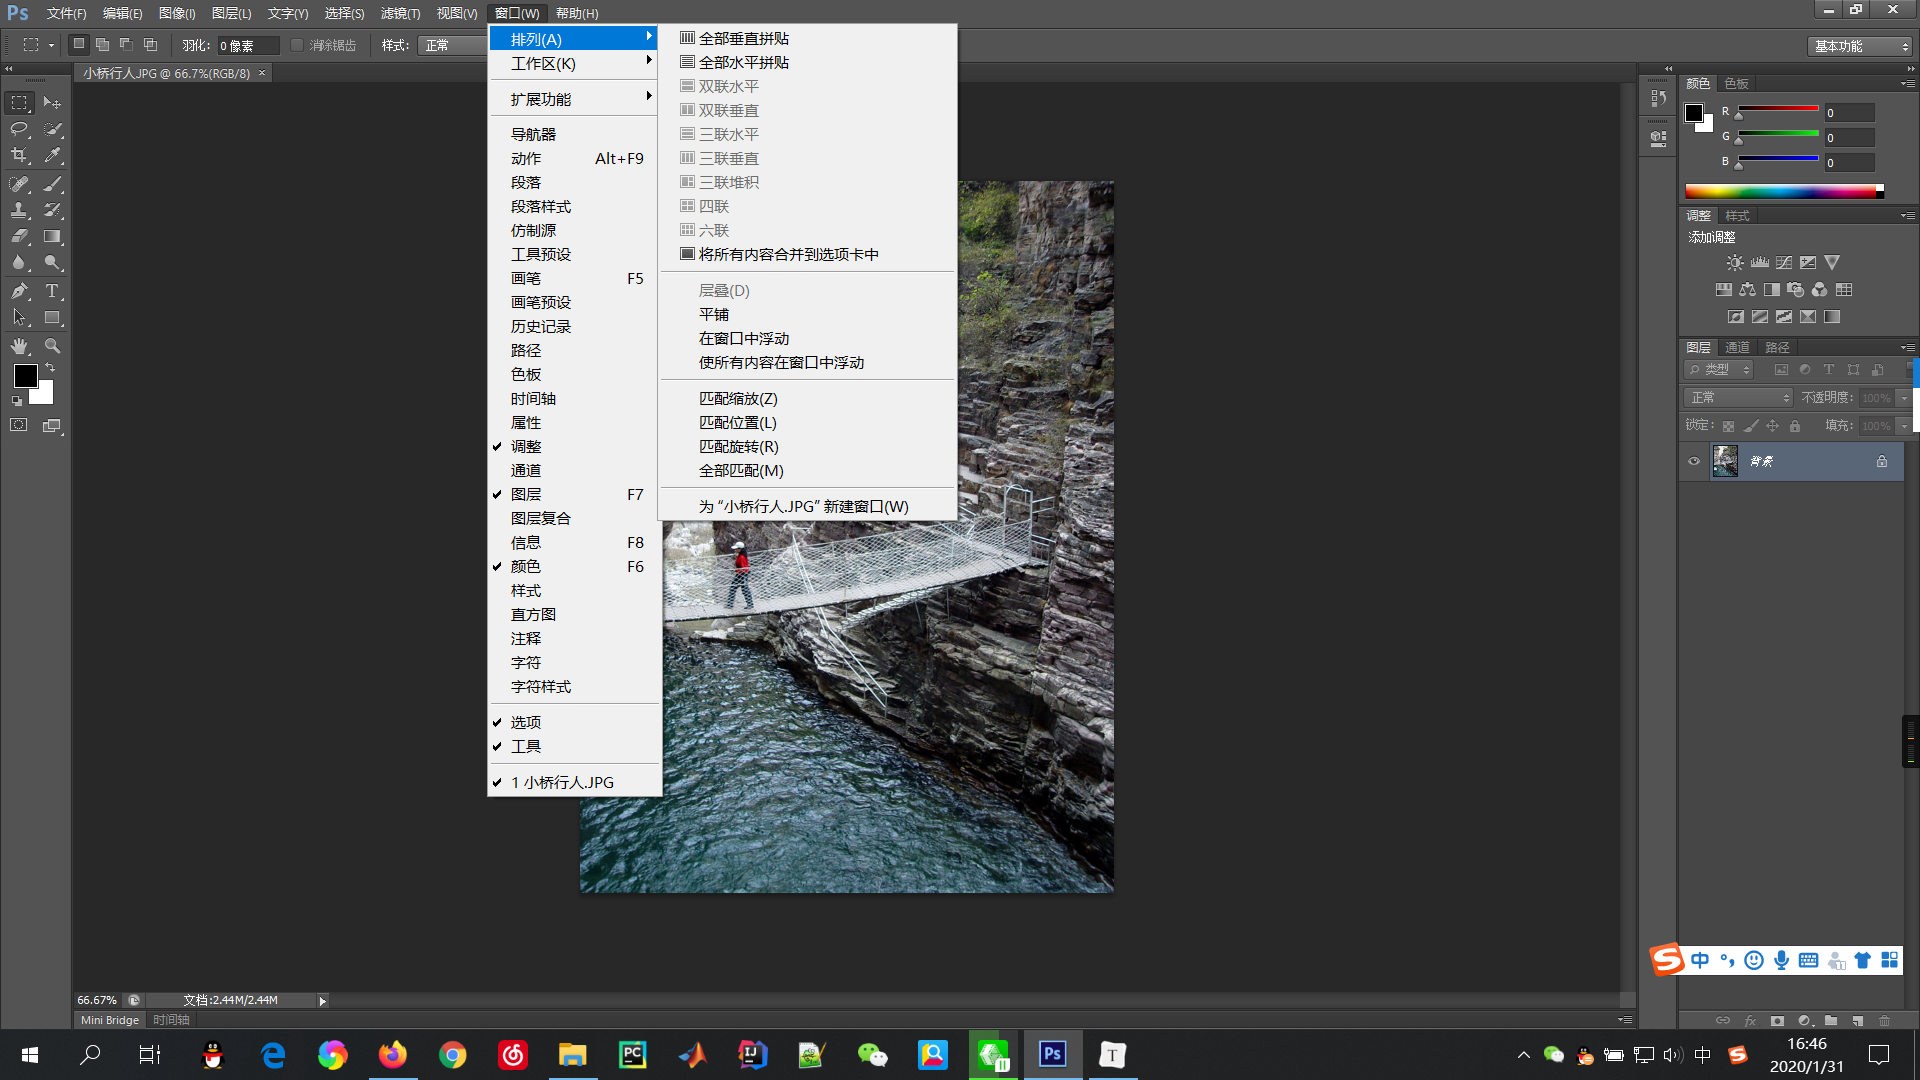 Ps 文件(F) 编辑(E) 图像(I) 图层(L) 文字(Y) 选择(S) 滤镜(T) 视图(V) 窗口(W) 帮助(H)
羽化: 0 像素 消除锯齿 样式: 正常 基本功能
小桥行人.JPG @ 66.7%(RGB/8) ×
排列(A)
工作区(K)
扩展功能
导航器
动作 Alt+F9
段落
段落样式
仿制源
工具预设
画笔 F5
画笔预设
历史记录
路径
色板
时间轴
属性
调整
通道
图层 F7
图层复合
信息 F8
颜色 F6
样式
直方图
注释
字符
字符样式
选项
工具
1 小桥行人.JPG
全部垂直拼贴
全部水平拼贴
双联水平
双联垂直
三联水平
三联垂直
三联堆积
四联
六联
将所有内容合并到选项卡中
层叠(D)
平铺
在窗口中浮动
使所有内容在窗口中浮动
匹配缩放(Z)
匹配位置(L)
匹配旋转(R)
全部匹配(M)
为 “小桥行人.JPG” 新建窗口(W)
颜色 色板
R 0
G 0
B 0
调整 样式
添加调整
图层 通道 路径
类型
正常 不透明度: 100%
锁定: 填充: 100%
背景
中
66.67% 文档:2.44M/2.44M
Mini Bridge 时间轴
fx
PC
IJ
Ps
T
中
16:46
2020/1/31